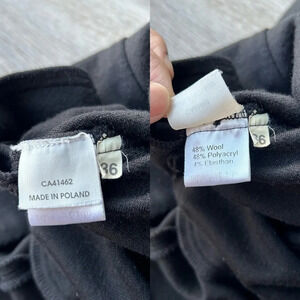 36
CA41462
MADE IN POLAND
36
48% Wool
48% Polyacryl
4% Elasthan